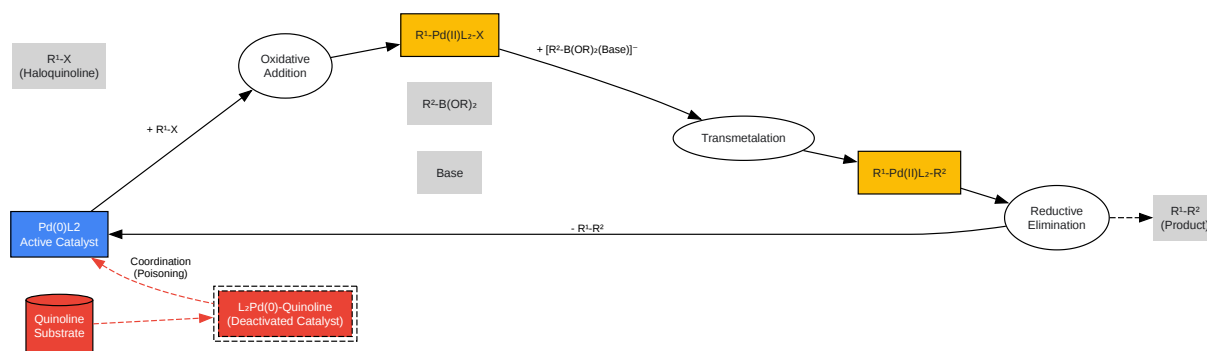 R¹-X
(Haloquinoline)
Oxidative
Addition
R¹-Pd(II)L₂-X
+ [R²-B(OR)₂(Base)]⁻
R²-B(OR)₂
+ R¹-X
Transmetalation
Base
R¹-Pd(II)L₂-R²
Pd(0)L2
Active Catalyst
- R¹-R²
Reductive
Elimination
R¹-R²
(Product)
Coordination
(Poisoning)
Quinoline
Substrate
L₂Pd(0)-Quinoline
(Deactivated Catalyst)